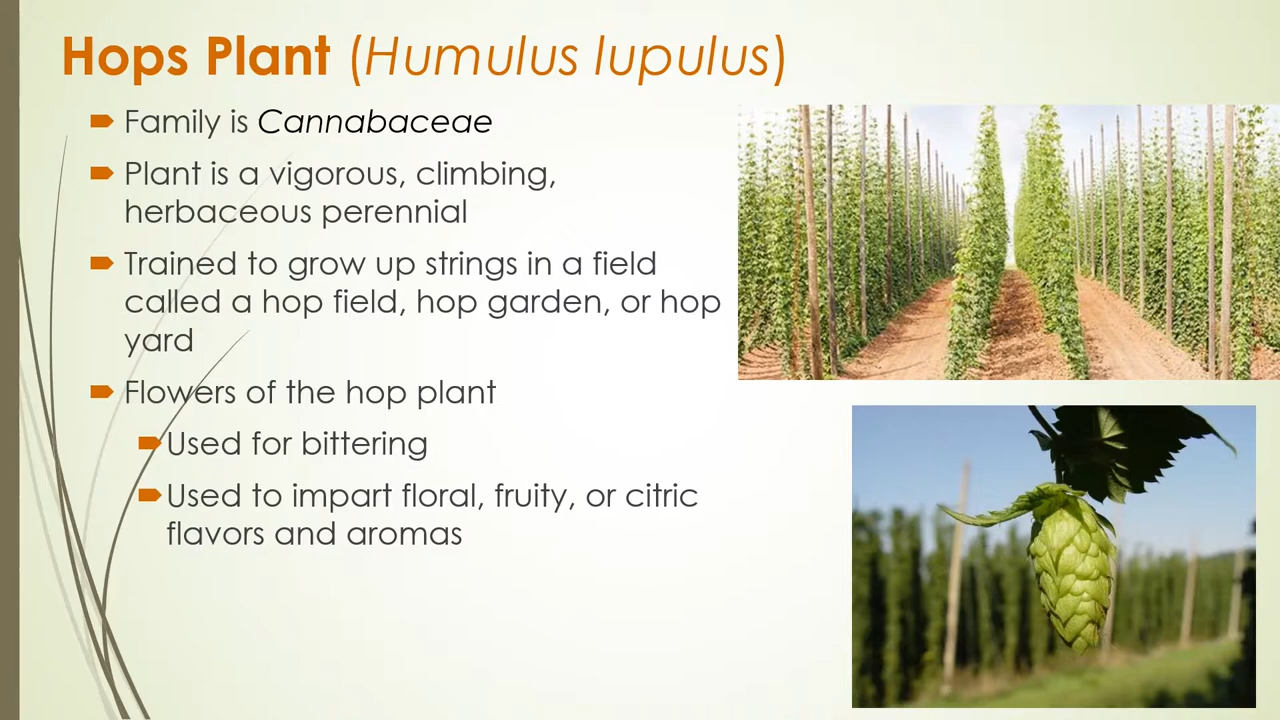 Hops Plant (Humulus lupulus)
Family is Cannabaceae
Plant is a vigorous, climbing,
herbaceous perennial
Trained to grow up strings in a field
called a hop field, hop garden, or hop
yard
Flowers of the hop plant
Used for bittering
Used to impart floral, fruity, or citric
flavors and aromas